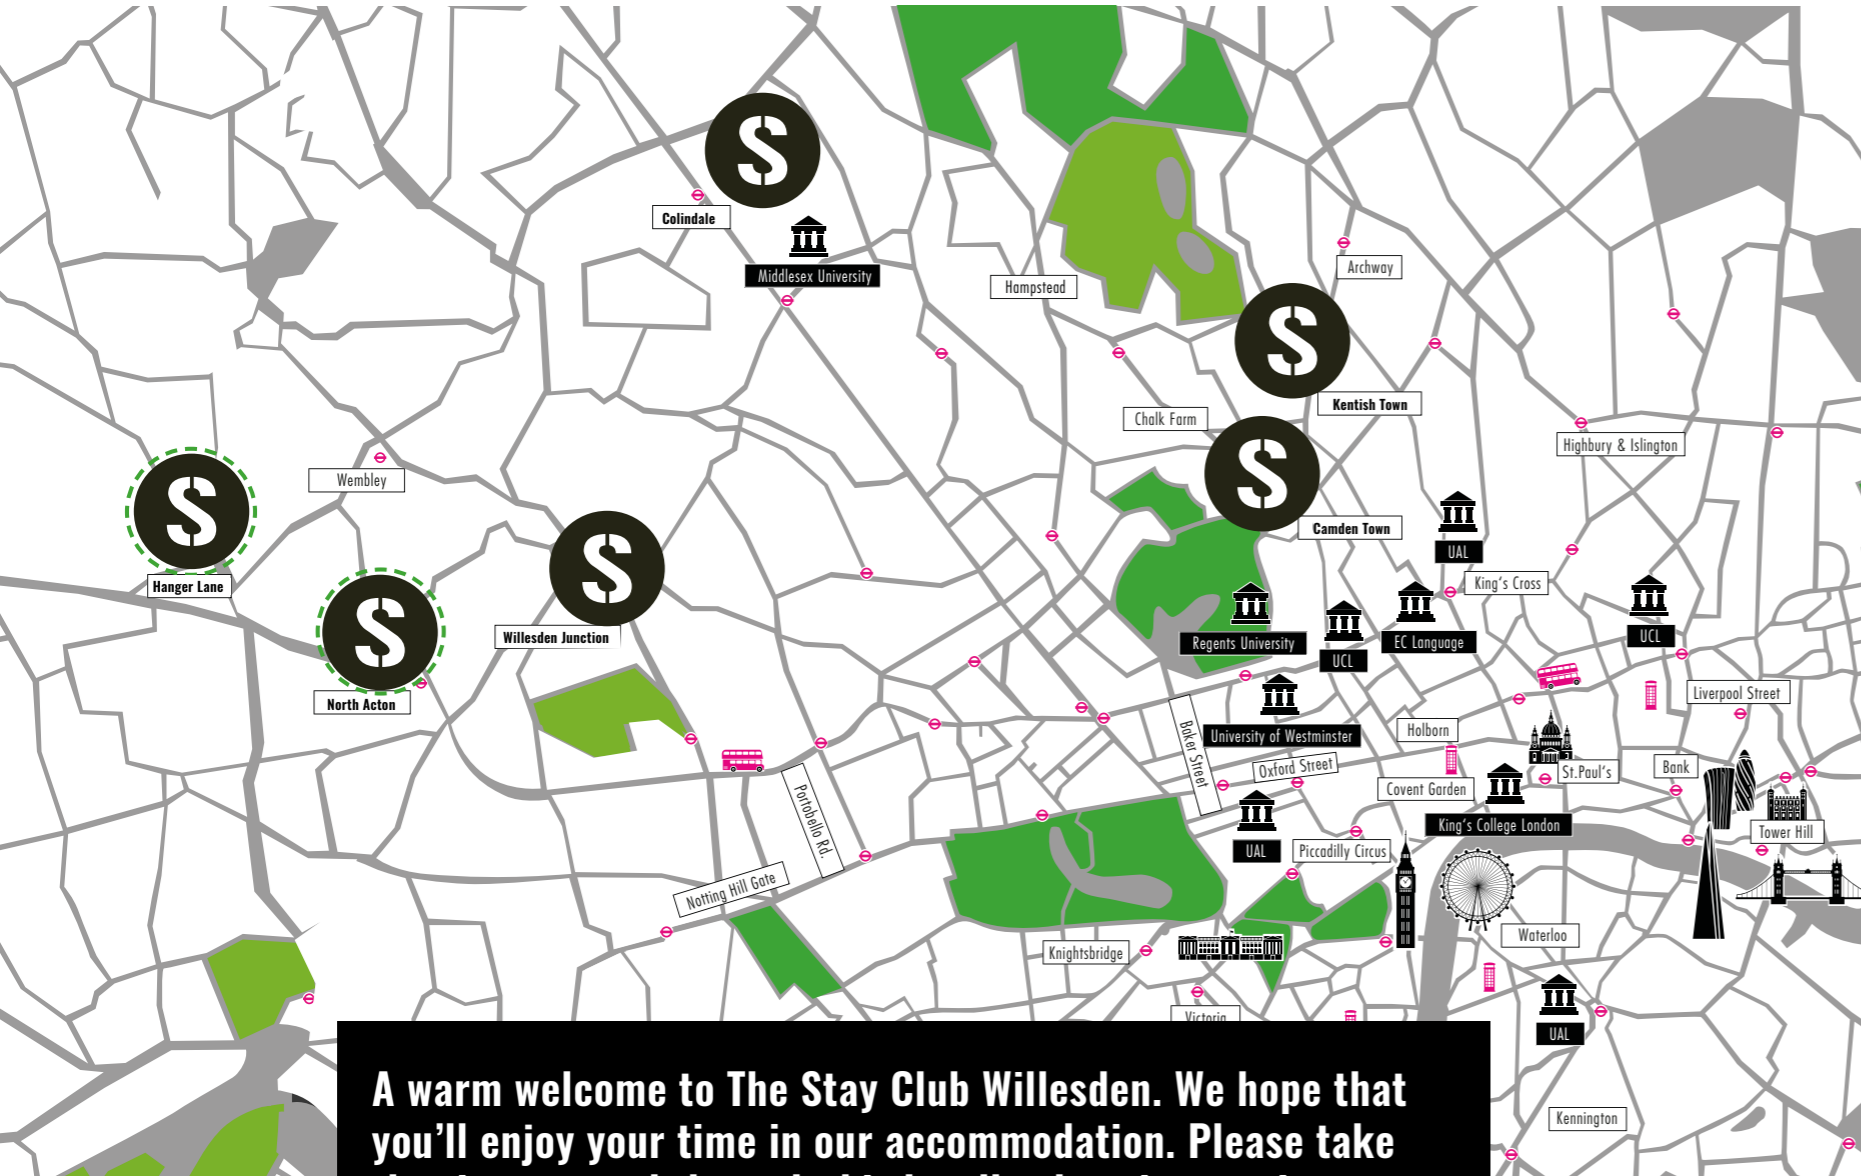 S
Colindale
Middlesex University
Hampstead
Archway
S
Kentish Town
Chalk Farm
S
Camden Town
Highbury & Islington
Wembley
S
Hanger Lane
S
North Acton
S
Willesden Junction
UAL
King's Cross
Regents University
UCL
EC Language
UCL
Liverpool Street
Baker Street
University of Westminster
Holborn
Oxford Street
St.Paul's
Bank
Covent Garden
Portobello Rd.
King's College London
Tower Hill
UAL
Piccadilly Circus
Notting Hill Gate
Knightsbridge
Waterloo
Victoria
UAL
Kennington
A warm welcome to The Stay Club Willesden. We hope that
you'll enjoy your time in our accommodation. Please take